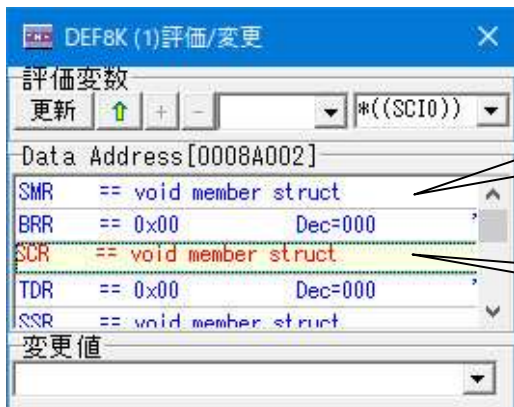 DEF8K (1)評価/変更
評価変数
更新 + - *((SCI0))
Data Address[0008A002]
SMR == void member struct
BRR == 0x00 Dec=000 '
SCR == void member struct
TDR == 0x00 Dec=000 '
SSR == void member struct
変更値